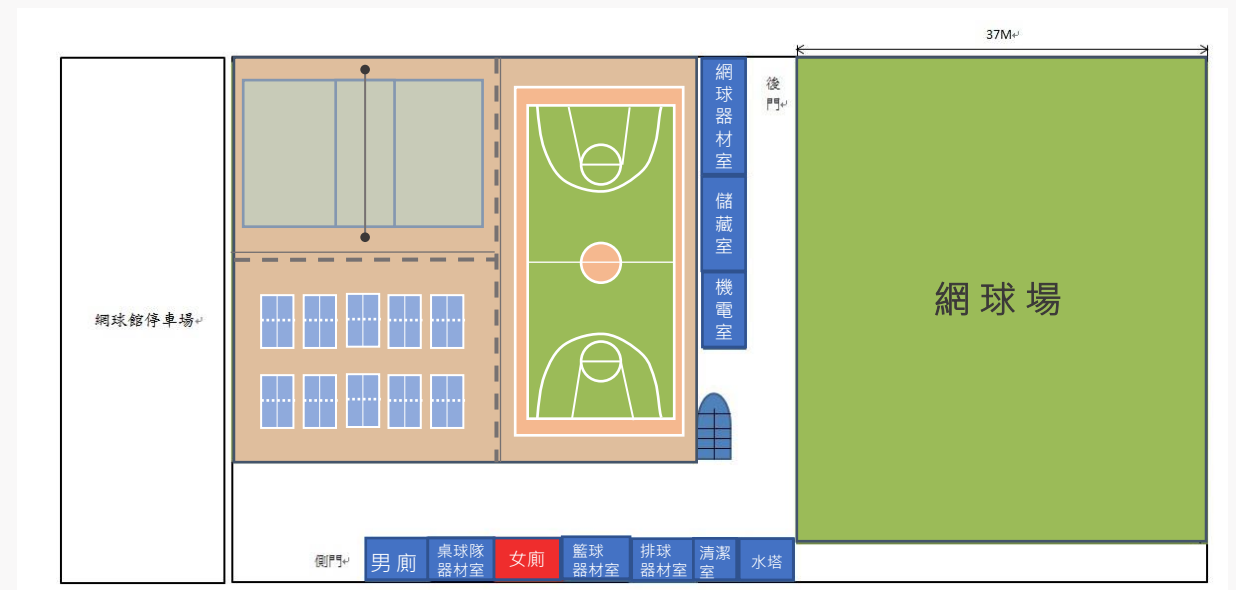 37M
後
門
網
球
器
材
室
儲
藏
室
機
電
室
網球館停車場
網球場
側門
男廁
桌球隊
器材室
女廁
籃球
器材室
排球
器材室
清潔
室
水塔